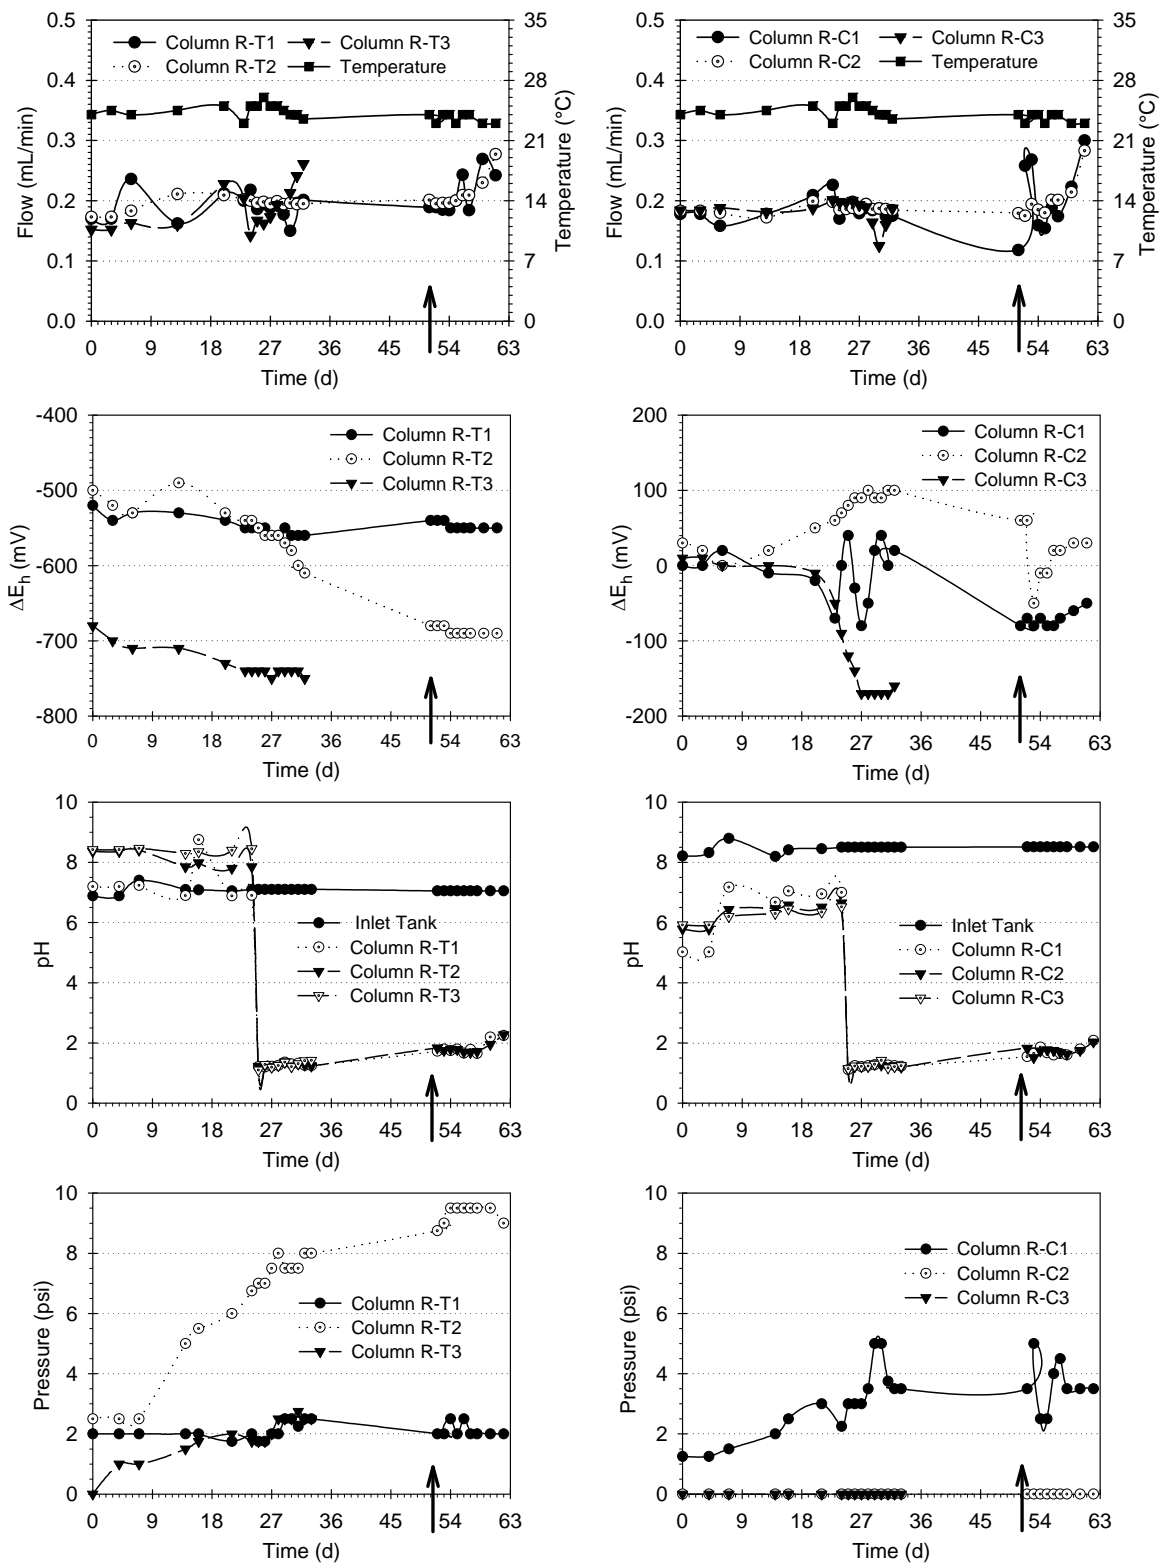 0.5 35 0.5 35
Column R-T1 Column R-T3 Column R-C1 Column R-C3
Column R-T2 Temperature Column R-C2 Temperature
0.4 28 0.4 28
0.3 21 0.3 21
0.2 14 0.2 14
0.1 7 0.1 7
0.0 0 0.0 0
Flow (mL/min) Temperature (°C) Flow (mL/min) Temperature (°C)
0 9 18 27 36 45 54 63 0 9 18 27 36 45 54 63
Time (d) Time (d)
-400 200
Column R-T1 Column R-C1
Column R-T2 Column R-C2
Column R-T3 Column R-C3
-500 100
-600 0
-700 -100
-800 -200
ΔEh (mV) ΔEh (mV)
0 9 18 27 36 45 54 63 0 9 18 27 36 45 54 63
Time (d) Time (d)
10 10
8 8
6 6
Inlet Tank Inlet Tank
Column R-T1 Column R-C1
Column R-T2 Column R-C2
Column R-T3 Column R-C3
4 4
2 2
0 0
pH pH
0 9 18 27 36 45 54 63 0 9 18 27 36 45 54 63
Time (d) Time (d)
10 10
8 8
Column R-C1
Column R-C2
Column R-C3
6 6
Column R-T1
Column R-T2
Column R-T3
4 4
2 2
0 0
Pressure (psi) Pressure (psi)
0 9 18 27 36 45 54 63 0 9 18 27 36 45 54 63
Time (d) Time (d)